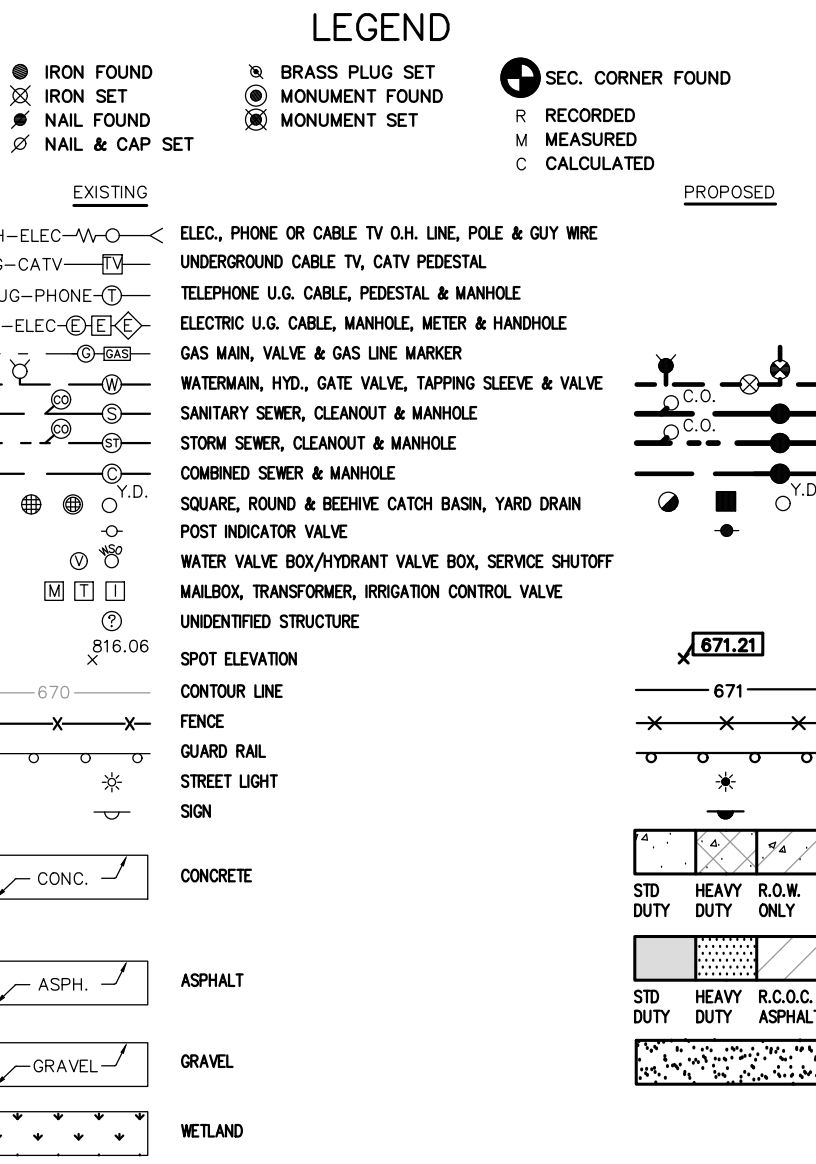 LEGEND
IRON FOUND
IRON SET
NAIL FOUND
NAIL & CAP SET
BRASS PLUG SET
MONUMENT FOUND
MONUMENT SET
SEC. CORNER FOUND
R RECORDED
M MEASURED
C CALCULATED
EXISTING
PROPOSED
H-ELEC ELEC., PHONE OR CABLE TV O.H. LINE, POLE & GUY WIRE
G-CATV TV UNDERGROUND CABLE TV, CATV PEDESTAL
UG-PHONE T TELEPHONE U.G. CABLE, PEDESTAL & MANHOLE
-ELEC E E E ELECTRIC U.G. CABLE, MANHOLE, METER & HANDHOLE
G GAS GAS MAIN, VALVE & GAS LINE MARKER
W WATERMAIN, HYD., GATE VALVE, TAPPING SLEEVE & VALVE
CO S SANITARY SEWER, CLEANOUT & MANHOLE C.O.
CO ST STORM SEWER, CLEANOUT & MANHOLE C.O.
C COMBINED SEWER & MANHOLE
Y.D. SQUARE, ROUND & BEEHIVE CATCH BASIN, YARD DRAIN Y.D
POST INDICATOR VALVE
V WSO WATER VALVE BOX/HYDRANT VALVE BOX, SERVICE SHUTOFF
M T I MAILBOX, TRANSFORMER, IRRIGATION CONTROL VALVE
? UNIDENTIFIED STRUCTURE
816.06 SPOT ELEVATION 671.21
670 CONTOUR LINE 671
FENCE
GUARD RAIL
STREET LIGHT
SIGN
CONC. CONCRETE
STD DUTY
HEAVY DUTY
R.O.W. ONLY
ASPH. ASPHALT
STD DUTY
HEAVY DUTY
R.C.O.C. ASPHALT
GRAVEL GRAVEL
WETLAND